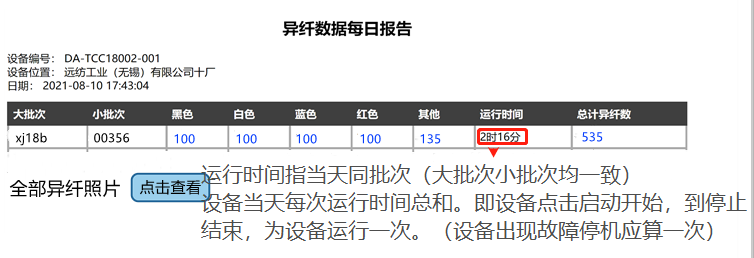 异纤数据每日报告
设备编号： DA-TCC18002-001
设备位置： 远纺工业（无锡）有限公司十厂
日期： 2021-08-10 17:43:04
大批次 小批次 黑色 白色 蓝色 红色 其他 运行时间 总计异纤数
xj18b 00356 100 100 100 100 135 2时16分 535
全部异纤照片 点击查看
运行时间指当天同批次（大批次小批次均一致）
设备当天每次运行时间总和。即设备点击启动开始，到停止
结束，为设备运行一次。（设备出现故障停机应算一次）